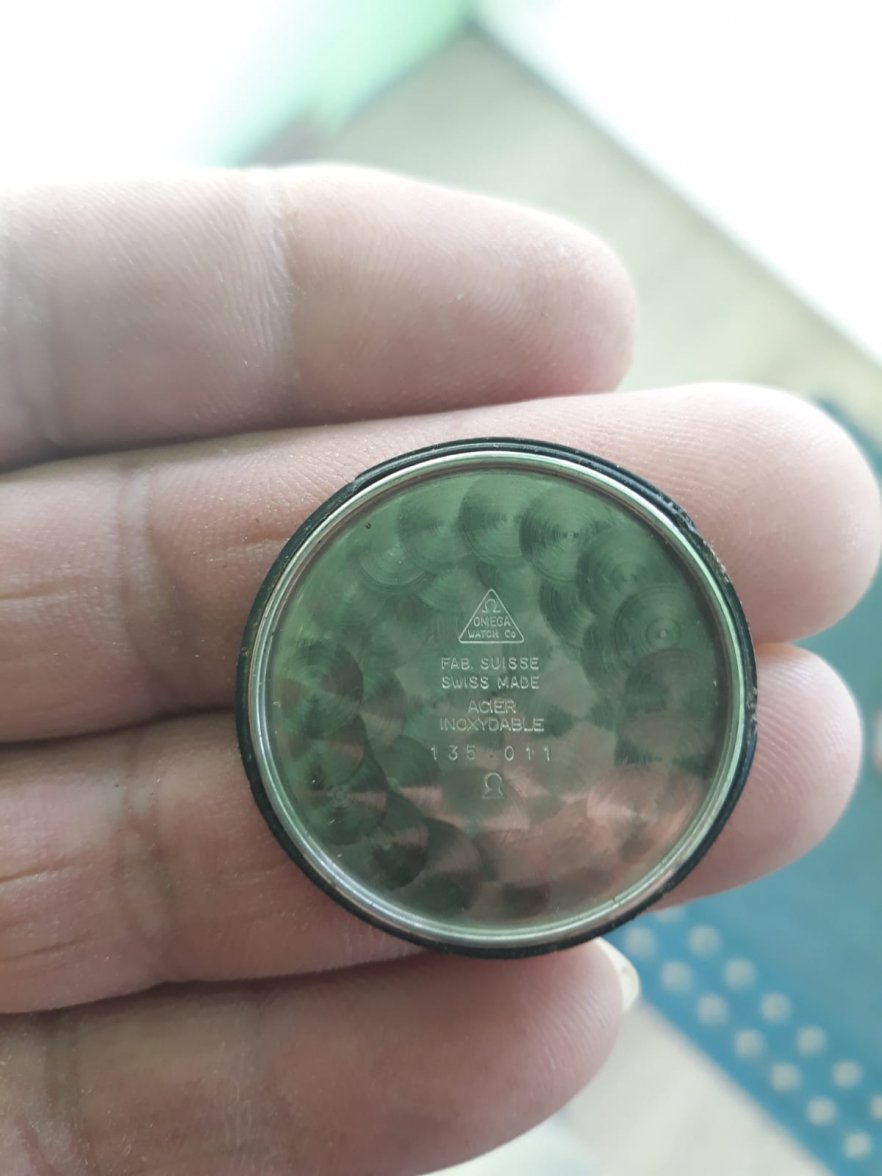 Ω
OMEGA
WATCH Co
FAB. SUISSE
SWISS MADE
ACIER
INOXYDABLE
135.011
Ω